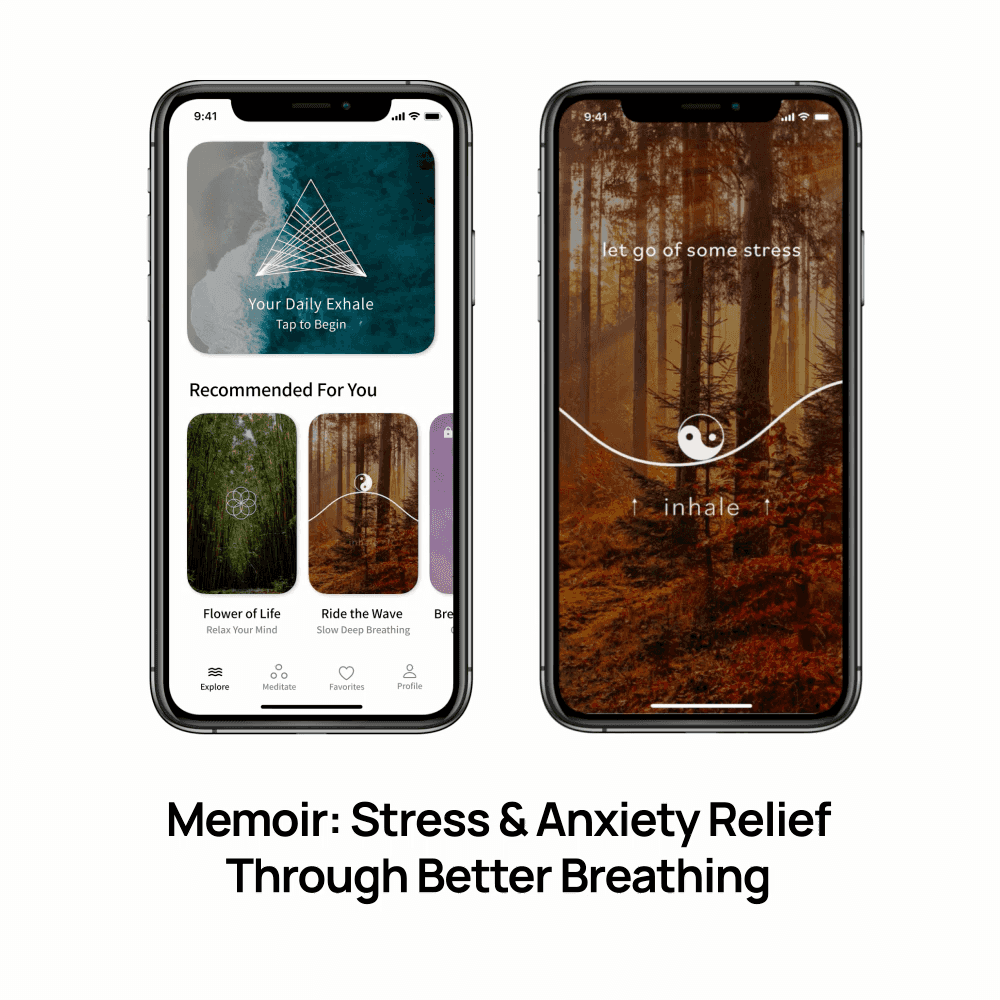 9:41
Your Daily Exhale
Tap to Begin
Recommended For You
Flower of Life
Relax Your Mind
Ride the Wave
Slow Deep Breathing
Bre
Explore
Meditate
Favorites
Profile
9:41
let go of some stress
↑ inhale ↑
Memoir: Stress & Anxiety Relief
Through Better Breathing